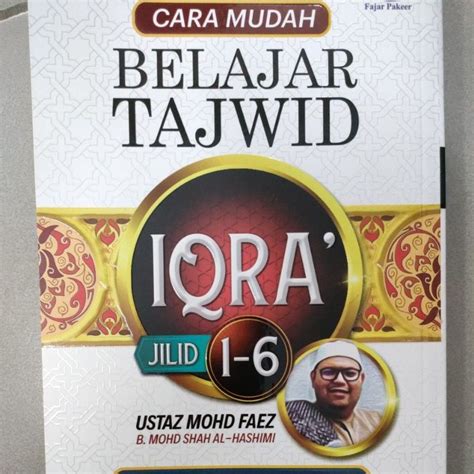 Fajar Pakeer
CARA MUDAH
BELAJAR
TAJWID
IQRA'
JILID 1-6
USTAZ MOHD FAEZ
B. MOHD SHAH AL-HASHIMI